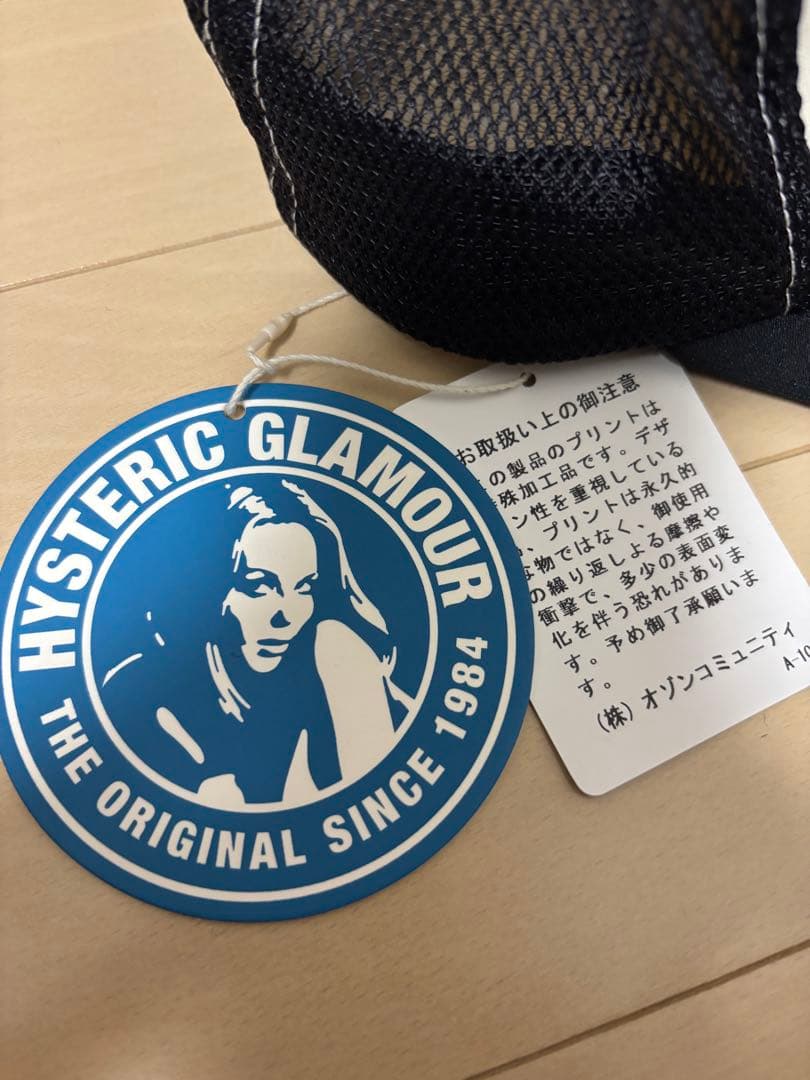 HYSTERIC GLAMOUR
THE ORIGINAL SINCE 1984
お取扱い上の御注意
の製品のプリントは
殊加工品です。デザ
ン性を重視している
、プリントは永久的
物ではなく、御使用
の繰り返しよる摩擦や
衝撃で、多少の表面変
化を伴う恐れがありま
す。予め御了承願いま
す。
(株)オゾンコミュニティ
A-10